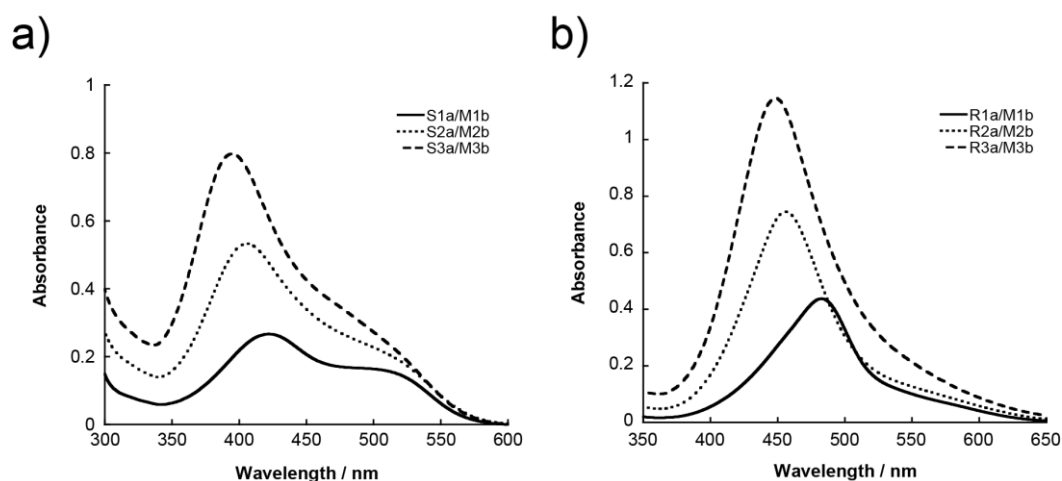 a)
1
0.8
0.6
0.4
0.2
0
300
350
400
450
500
550
600
Absorbance
Wavelength / nm
S1a/M1b
S2a/M2b
S3a/M3b
b)
1.2
1
0.8
0.6
0.4
0.2
0
350
400
450
500
550
600
650
Absorbance
Wavelength / nm
R1a/M1b
R2a/M2b
R3a/M3b